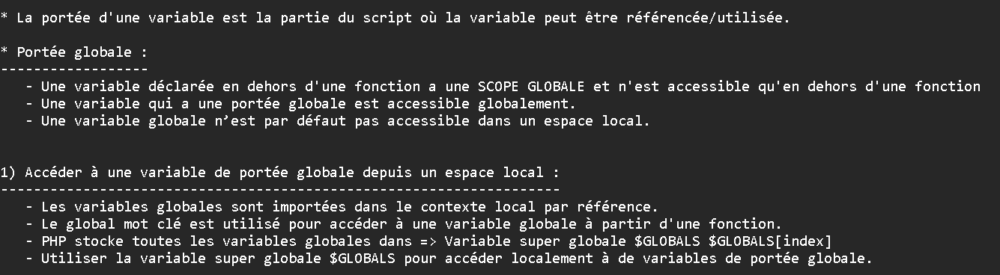 * La portée d'une variable est la partie du script où la variable peut être référencée/utilisée.
* Portée globale :
------------------
- Une variable déclarée en dehors d'une fonction a une SCOPE GLOBALE et n'est accessible qu'en dehors d'une fonction
- Une variable qui a une portée globale est accessible globalement.
- Une variable globale n’est par défaut pas accessible dans un espace local.
1) Accéder à une variable de portée globale depuis un espace local :
--------------------------------------------------------------------
- Les variables globales sont importées dans le contexte local par référence.
- Le global mot clé est utilisé pour accéder à une variable globale à partir d'une fonction.
- PHP stocke toutes les variables globales dans => Variable super globale $GLOBALS $GLOBALS[index]
- Utiliser la variable super globale $GLOBALS pour accéder localement à de variables de portée globale.